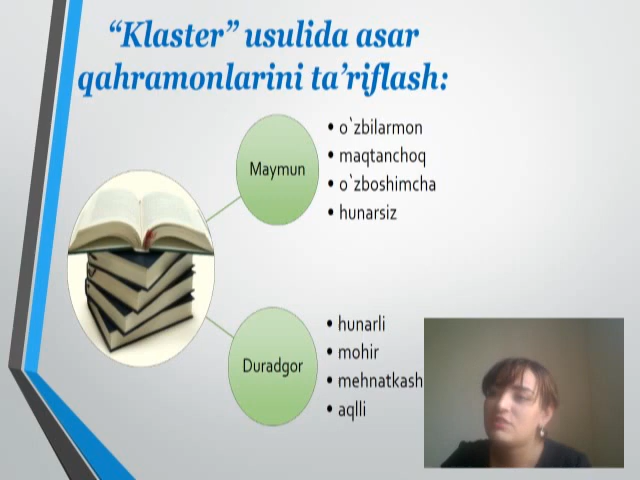 “Klaster” usulida asar
qahramonlarini ta’riflash:
Maymun
• o`zbilarmon
• maqtanchoq
• o`zboshimcha
• hunarsiz
Duradgor
• hunarli
• mohir
• mehnatkash
• aqlli